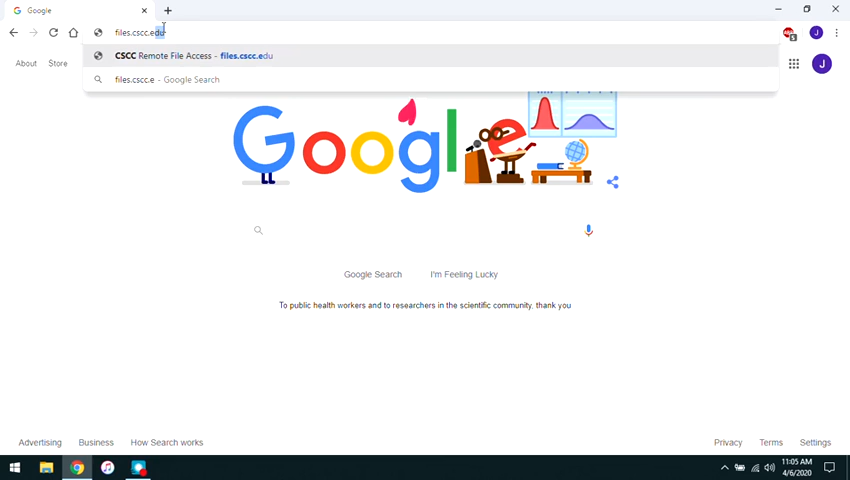 Google
files.cscc.edu
CSCC Remote File Access - files.cscc.edu
files.cscc.e - Google Search
About Store
J
J
Google
Google Search I'm Feeling Lucky
To public health workers and to researchers in the scientific community, thank you
Advertising Business How Search works Privacy Terms Settings
11:05 AM
4/6/2020